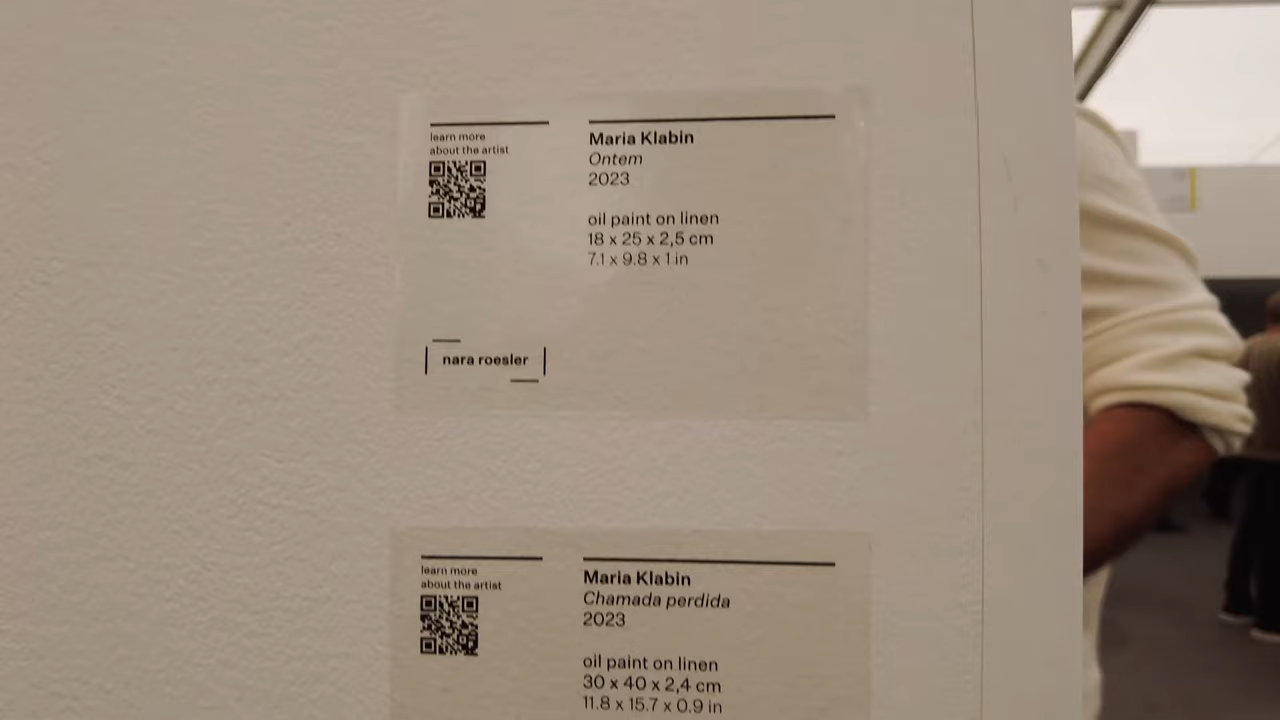 learn more
about the artist
Maria Klabin
Ontem
2023
oil paint on linen
18 x 25 x 2,5 cm
7.1 x 9.8 x 1 in
nara roesler
learn more
about the artist
Maria Klabin
Chamada perdida
2023
oil paint on linen
30 x 40 x 2,4 cm
11.8 x 15.7 x 0.9 in